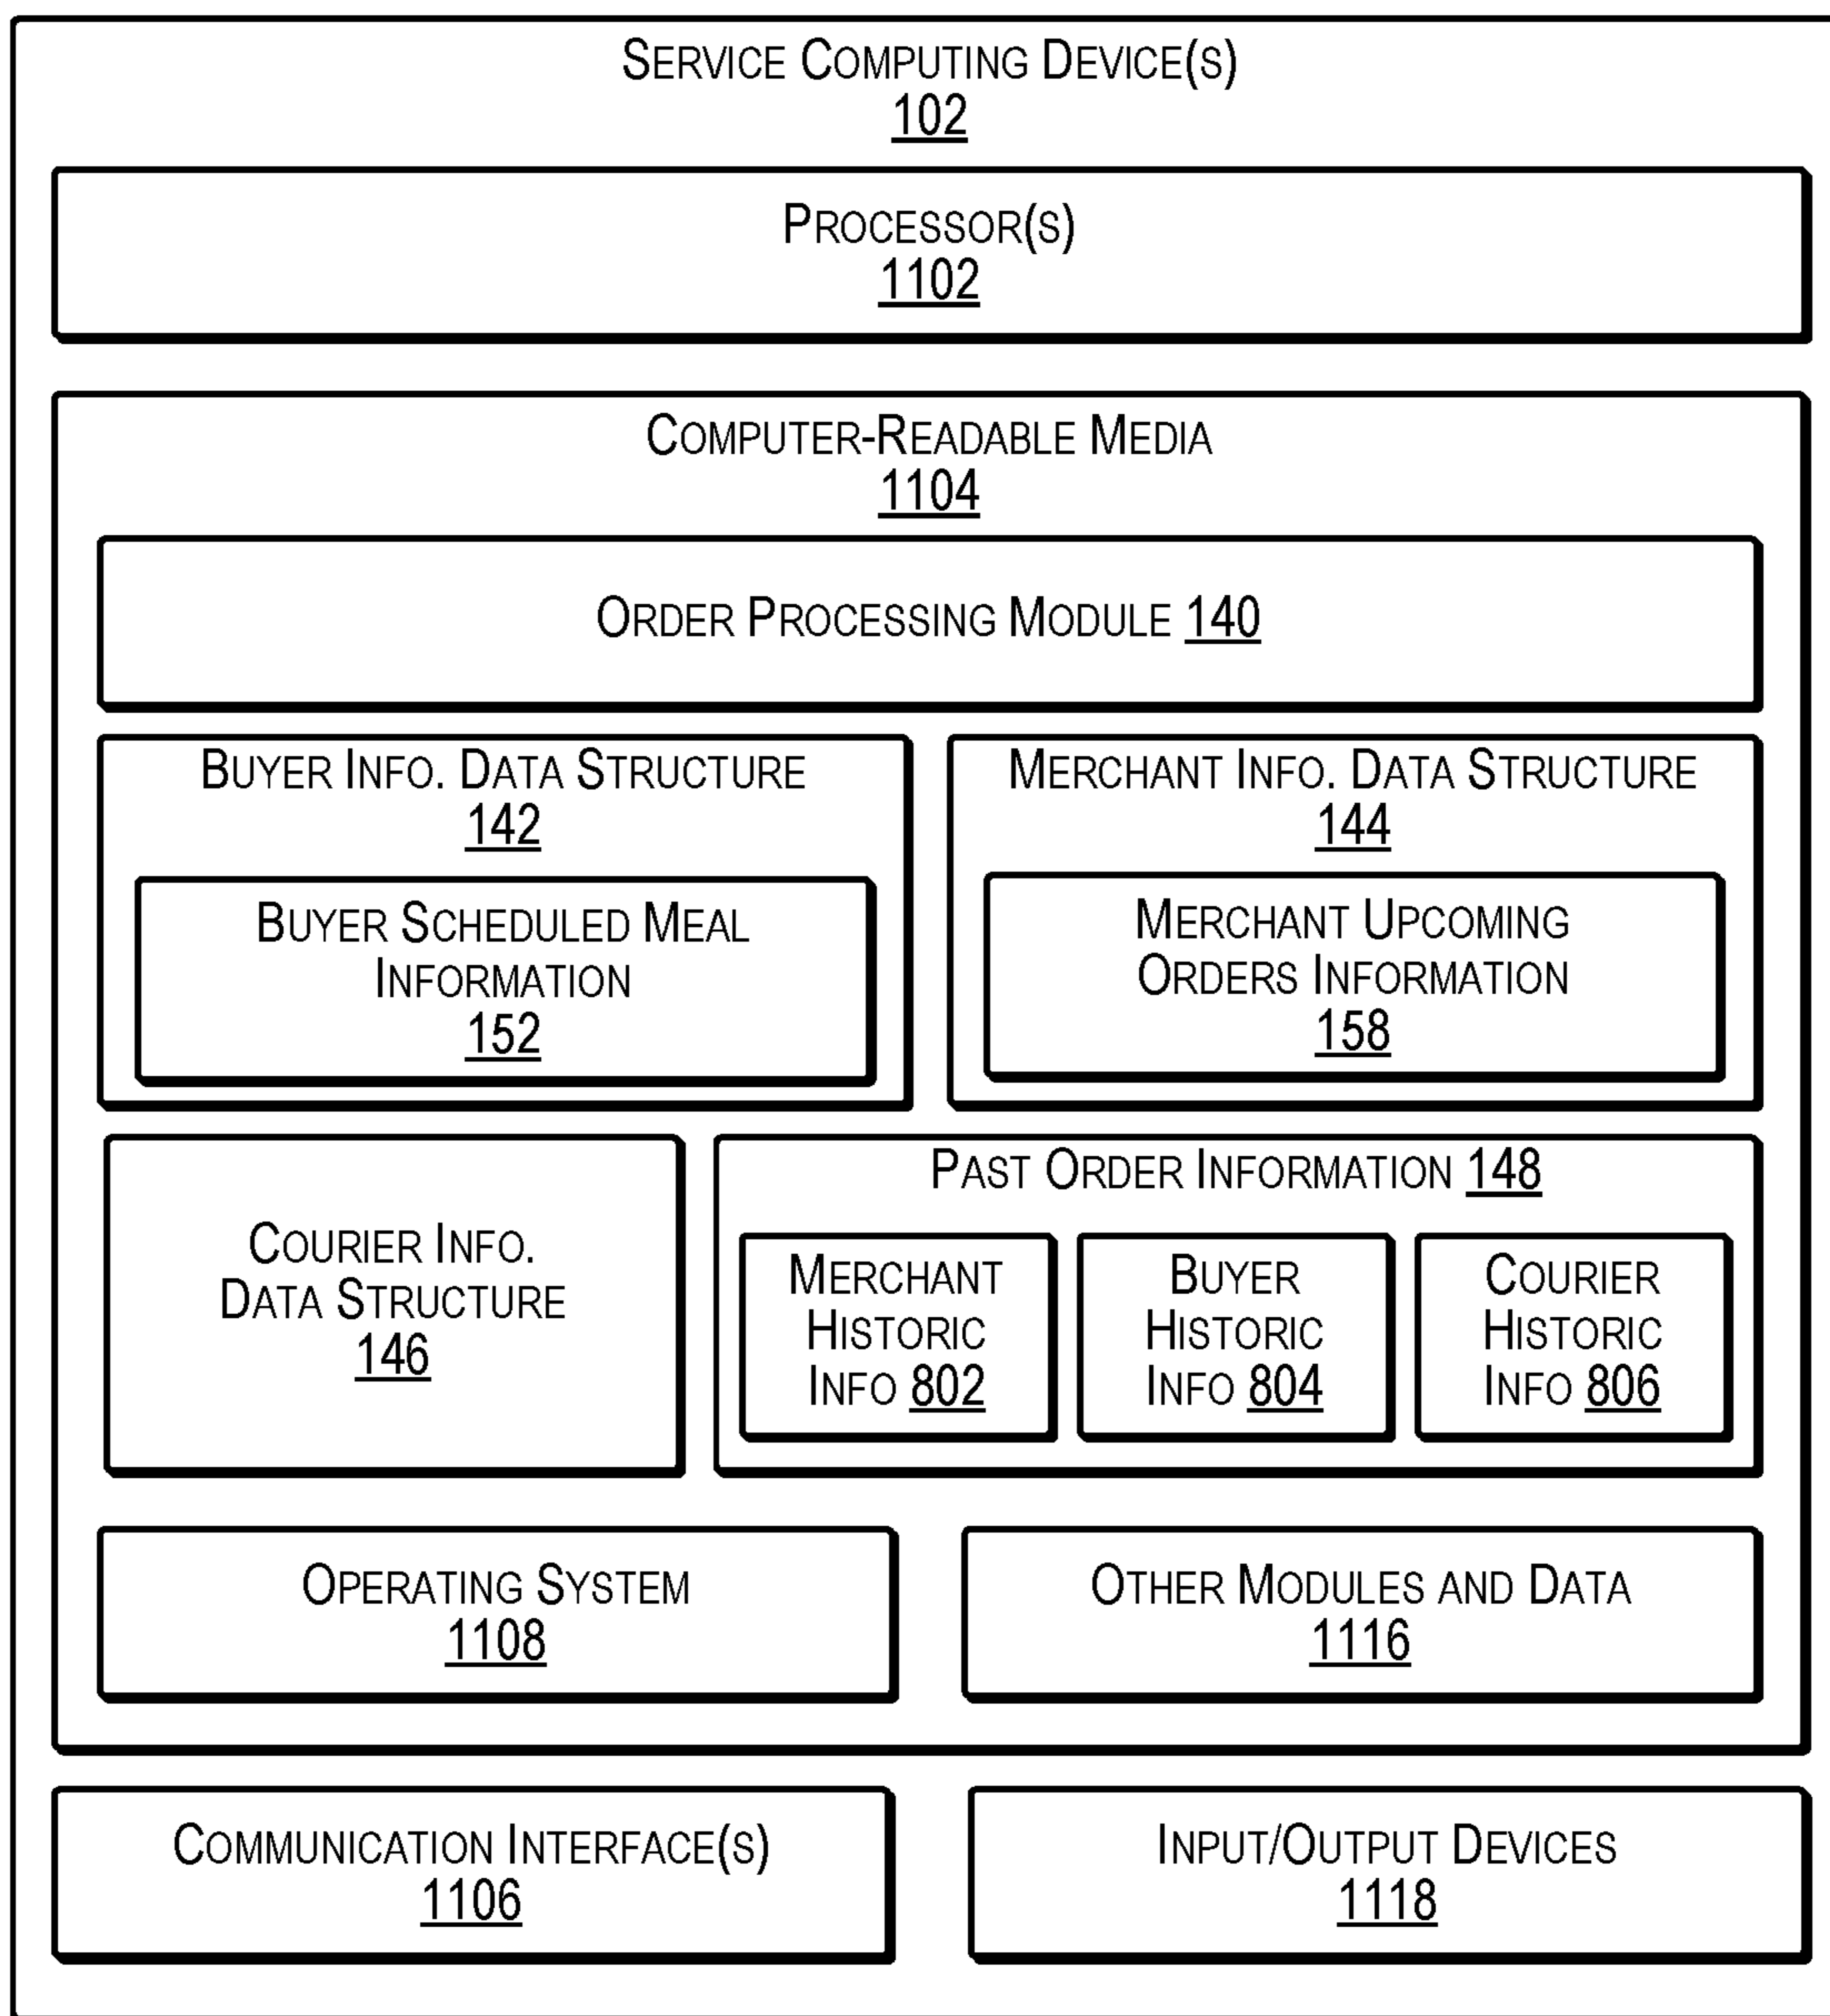 SERVICE COMPUTING DEVICE(S)
102
PROCESSOR(S)
1102
COMPUTER-READABLE MEDIA
1104
ORDER PROCESSING MODULE 140
BUYER INFO. DATA STRUCTURE
142
BUYER SCHEDULED MEAL
INFORMATION
152
MERCHANT INFO. DATA STRUCTURE
144
MERCHANT UPCOMING
ORDERS INFORMATION
158
COURIER INFO.
DATA STRUCTURE
146
PAST ORDER INFORMATION 148
MERCHANT
HISTORIC
INFO 802
BUYER
HISTORIC
INFO 804
COURIER
HISTORIC
INFO 806
OPERATING SYSTEM
1108
OTHER MODULES AND DATA
1116
COMMUNICATION INTERFACE(S)
1106
INPUT/OUTPUT DEVICES
1118